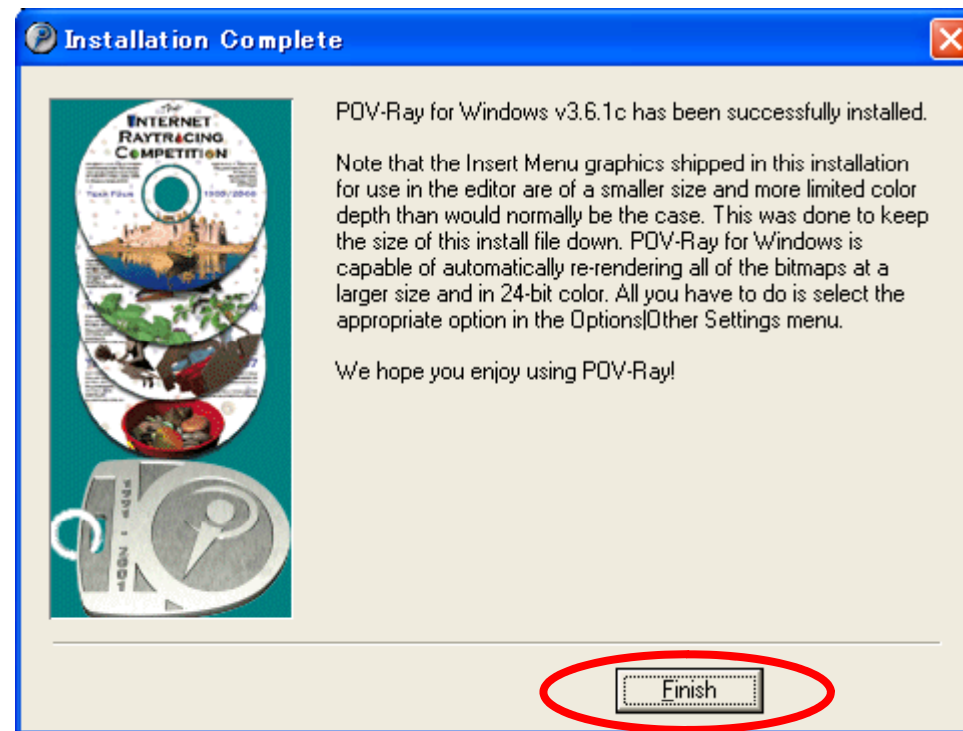 Installation Complete
The
INTERNET
RAYTRACING
COMPETITION
POV-Ray for Windows v3.6.1c has been successfully installed.
Note that the Insert Menu graphics shipped in this installation
for use in the editor are of a smaller size and more limited color
depth than would normally be the case. This was done to keep
the size of this install file down. POV-Ray for Windows is
capable of automatically re-rendering all of the bitmaps at a
larger size and in 24-bit color. All you have to do is select the
appropriate option in the Options|Other Settings menu.
We hope you enjoy using POV-Ray!
Finish